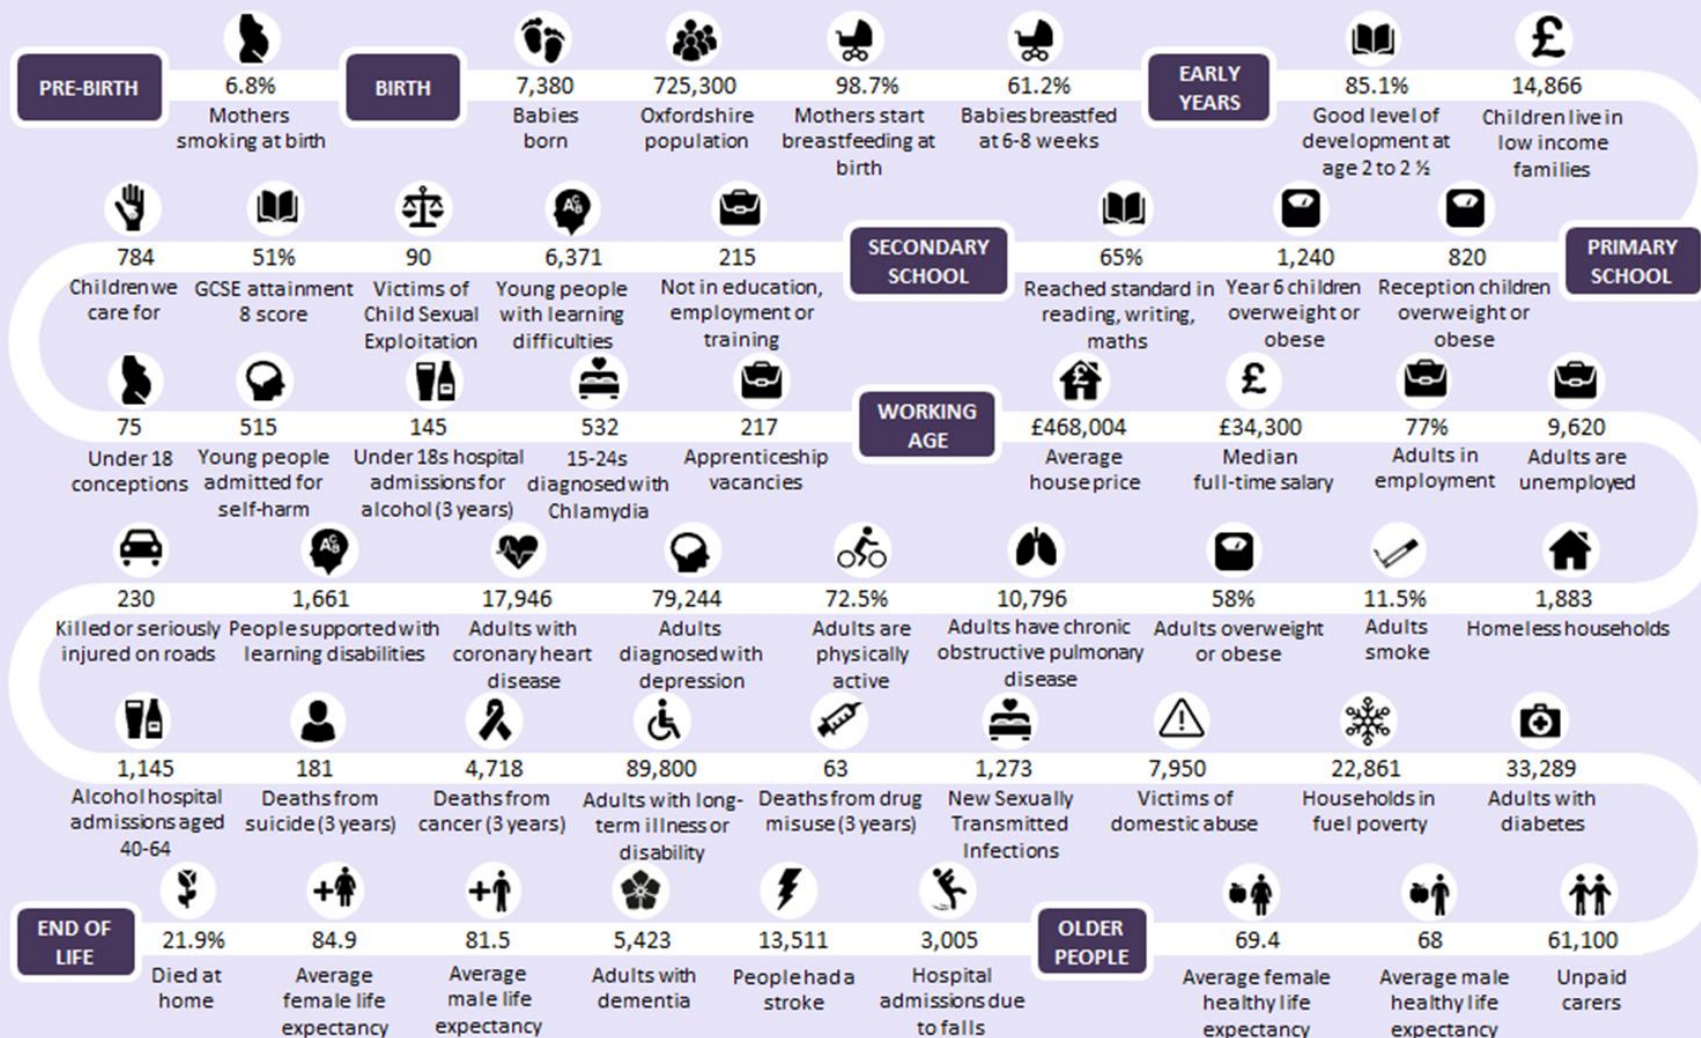 PRE-BIRTH
6.8%
Mothers
smoking at birth
BIRTH
7,380
Babies
born
725,300
Oxfordshire
population
98.7%
Mothers start
breastfeeding at
birth
61.2%
Babies breastfed
at 6-8 weeks
EARLY
YEARS
85.1%
Good level of
development at
age 2 to 2 ½
14,866
Children live in
low income
families
PRIMARY
SCHOOL
820
Reception children
overweight or
obese
1,240
Year 6 children
overweight or
obese
65%
Reached standard in
reading, writing,
maths
SECONDARY
SCHOOL
215
Not in education,
employment or
training
6,371
Young people
with learning
difficulties
90
Victims of
Child Sexual
Exploitation
51%
GCSE attainment
8 score
784
Children we
care for
75
Under 18
conceptions
515
Young people
admitted for
self-harm
145
Under 18s hospital
admissions for
alcohol (3 years)
532
15-24s
diagnosed with
Chlamydia
217
Apprenticeship
vacancies
WORKING
AGE
£468,004
Average
house price
£34,300
Median
full-time salary
77%
Adults in
employment
9,620
Adults are
unemployed
1,883
Homeless households
11.5%
Adults
smoke
58%
Adults overweight
or obese
10,796
Adults have chronic
obstructive pulmonary
disease
72.5%
Adults are
physically
active
79,244
Adults
diagnosed with
depression
17,946
Adults with
coronary heart
disease
1,661
People supported with
learning disabilities
230
Killed or seriously
injured on roads
1,145
Alcohol hospital
admissions aged
40-64
181
Deaths from
suicide (3 years)
4,718
Deaths from
cancer (3 years)
89,800
Adults with long-
term illness or
disability
63
Deaths from drug
misuse (3 years)
1,273
New Sexually
Transmitted
Infections
7,950
Victims of
domestic abuse
22,861
Households in
fuel poverty
33,289
Adults with
diabetes
61,100
Unpaid
carers
68
Average male
healthy life
expectancy
69.4
Average female
healthy life
expectancy
OLDER
PEOPLE
3,005
Hospital
admissions due
to falls
13,511
People had a
stroke
5,423
Adults with
dementia
81.5
Average
male life
expectancy
84.9
Average
female life
expectancy
21.9%
Died at
home
END OF
LIFE